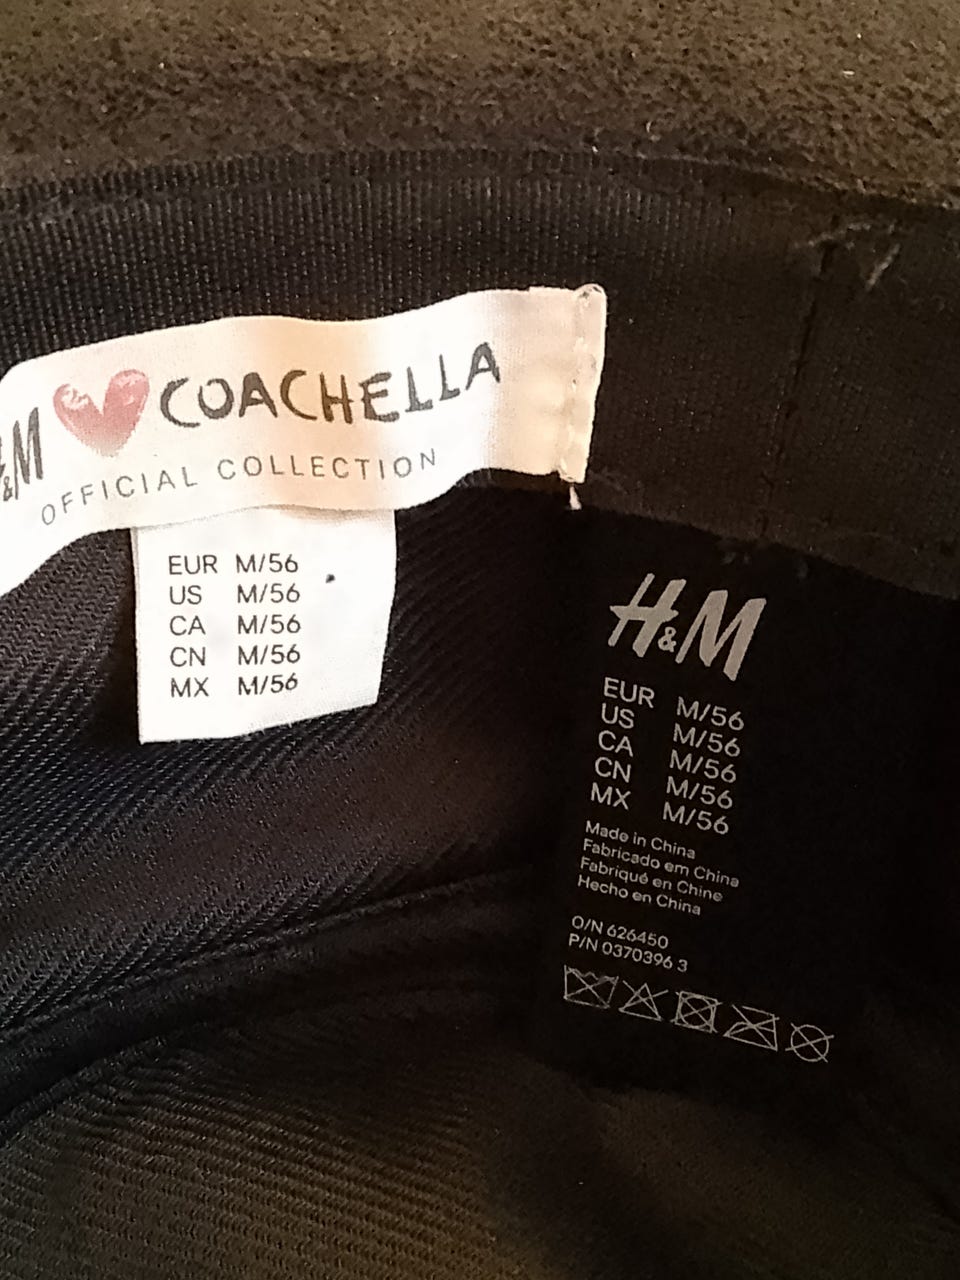 H&M COACHELLA
OFFICIAL COLLECTION
EUR M/56
US M/56
CA M/56
CN M/56
MX M/56
H&M
EUR M/56
US M/56
CA M/56
CN M/56
MX M/56
Made in China
Fabricado em China
Fabriqué en Chine
Hecho en China
O/N 626450
P/N 0370396 3